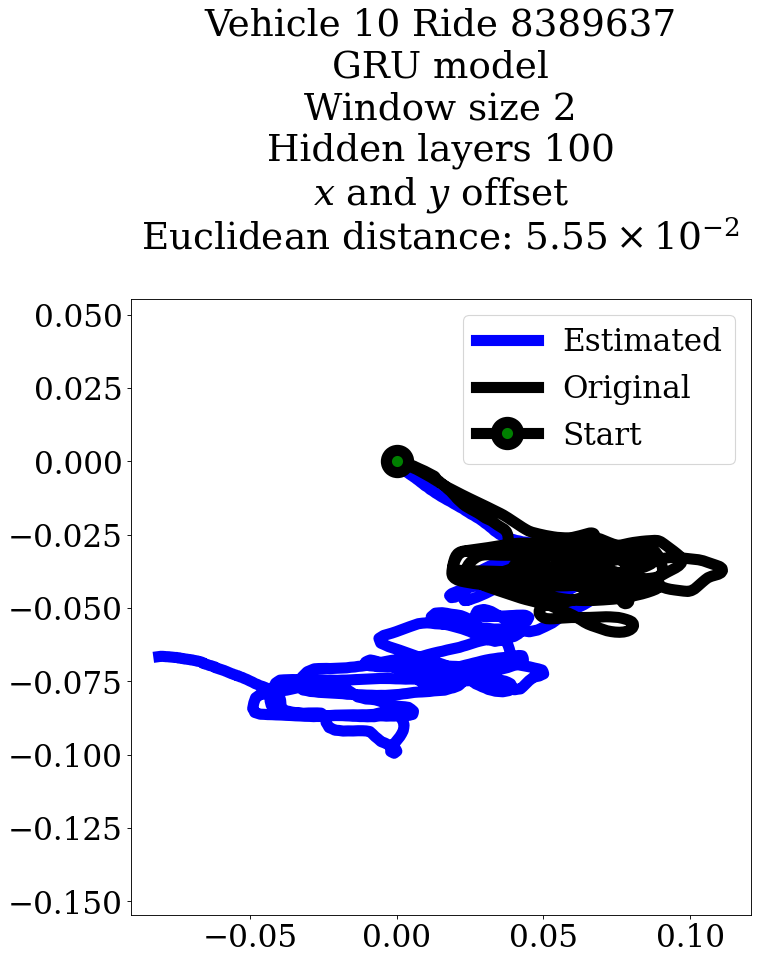 Vehicle 10 Ride 8389637
GRU model
Window size 2
Hidden layers 100
x and y offset
Euclidean distance: 5.55 × 10⁻²
Estimated
Original
Start
0.050
0.025
0.000
−0.025
−0.050
−0.075
−0.100
−0.125
−0.150
−0.05 0.00 0.05 0.10